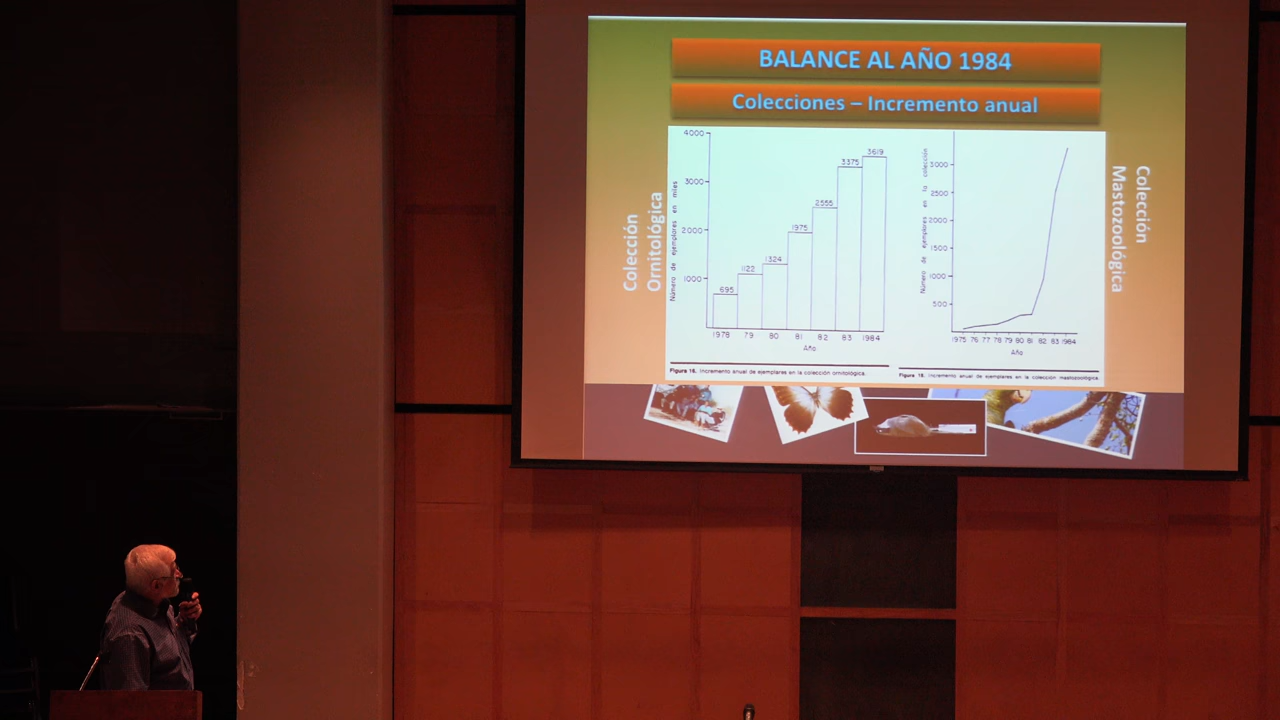 BALANCE AL AÑO 1984
Colecciones – Incremento anual
Colección
Ornitológica
Número de ejemplares en miles
4000
3000
2000
1000
695
1122
1324
1975
2555
3375
3619
1978 79 80 81 82 83 1984
Año
Figura 16. Incremento anual de ejemplares en la colección ornitológica.
Número de ejemplares en la colección
3000
2500
2000
1500
1000
500
1975 76 77 78 79 80 81 82 83 1984
Año
Figura 18. Incremento anual de ejemplares en la colección mastozoológica.
Colección
Mastozoológica